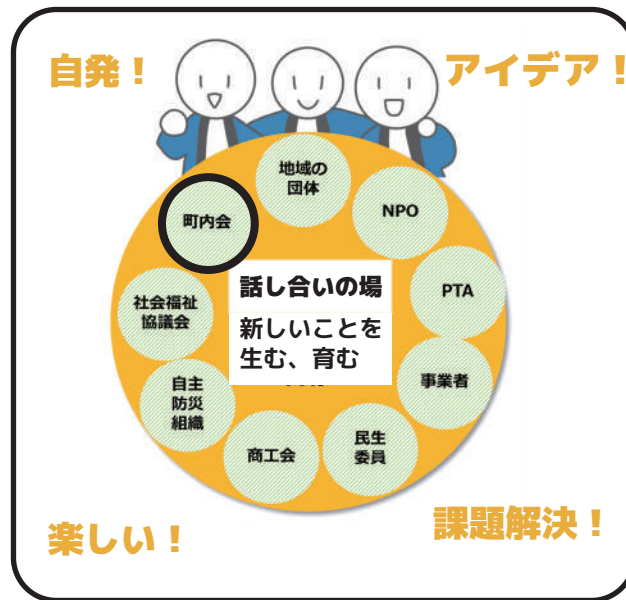 自発！
アイデア！
地域の
団体
町内会
NPO
話し合いの場
新しいことを
生む、育む
PTA
社会福祉
協議会
事業者
自主
防災
組織
民生
委員
商工会
楽しい！
課題解決！